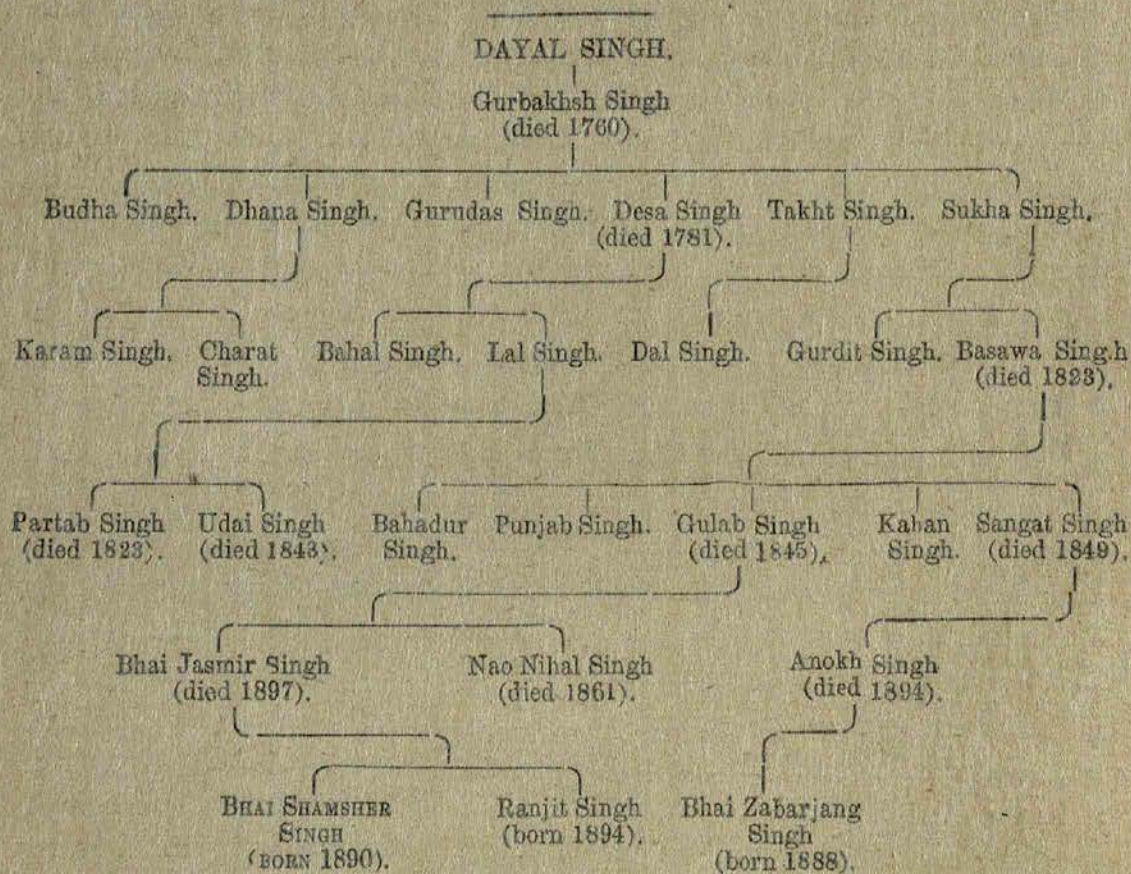 DAYAL SINGH.
Gurbakhsh Singh
(died 1760).
Budha Singh. Dhana Singh. Gurudas Singh. Desa Singh Takht Singh. Sukha Singh.
(died 1781).
Karam Singh. Charat Bahal Singh. Lal Singh. Dal Singh. Gurdit Singh. Basawa Singh
Singh. (died 1823).
Partab Singh Udai Singh Bahadur Punjab Singh. Gulab Singh Kahan Sangat Singh
(died 1823). (died 1843). Singh. (died 1845). Singh. (died 1849).
Bhai Jasmir Singh Nao Nihal Singh Anokh Singh
(died 1897). (died 1861). (died 1894).
BHAI SHAMSHER Ranjit Singh Bhai Zabarjang
SINGH (born 1894). Singh
(BORN 1890). (born 1888).